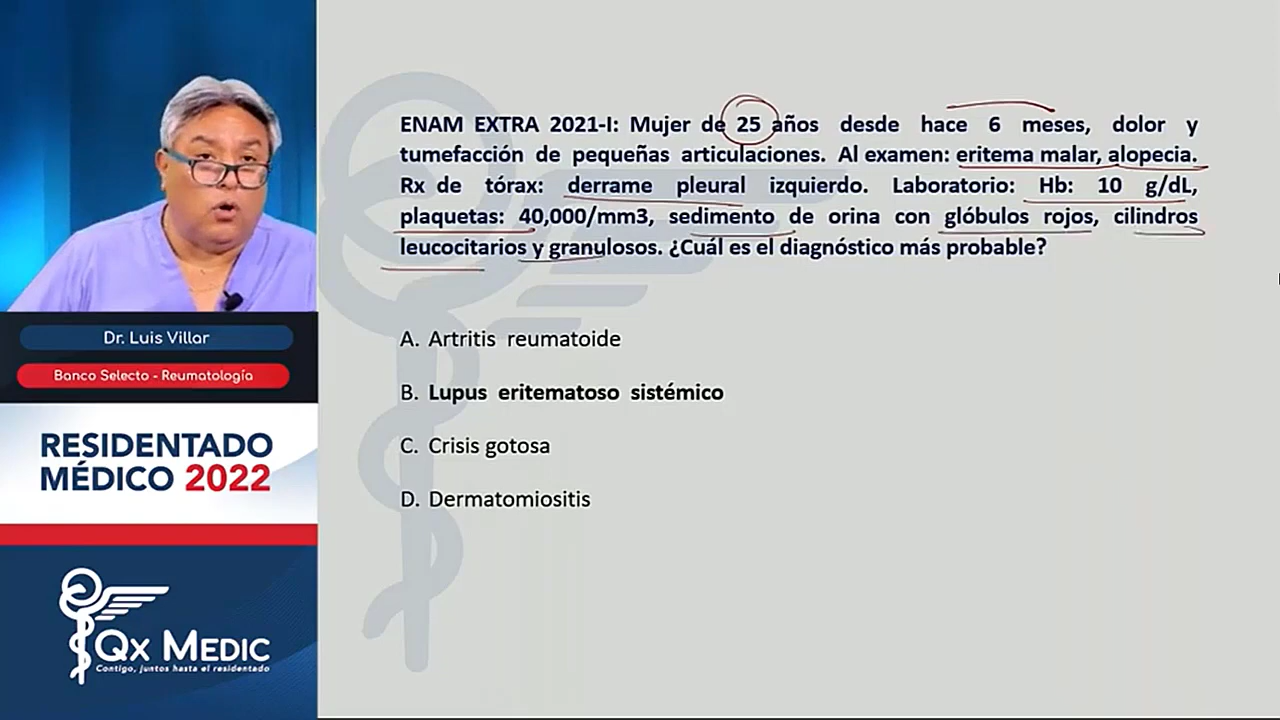 ENAM EXTRA 2021-I: Mujer de 25 años desde hace 6 meses, dolor y
tumefacción de pequeñas articulaciones. Al examen: eritema malar, alopecia.
Rx de tórax: derrame pleural izquierdo. Laboratorio: Hb: 10 g/dL,
plaquetas: 40,000/mm3, sedimento de orina con glóbulos rojos, cilindros
leucocitarios y granulosos. ¿Cuál es el diagnóstico más probable?
A. Artritis reumatoide
B. Lupus eritematoso sistémico
C. Crisis gotosa
D. Dermatomiositis
Dr. Luis Villar
Banco Selecto - Reumatología
RESIDENTADO
MÉDICO 2022
Qx MEDIC
Contigo, juntos hasta el residentado